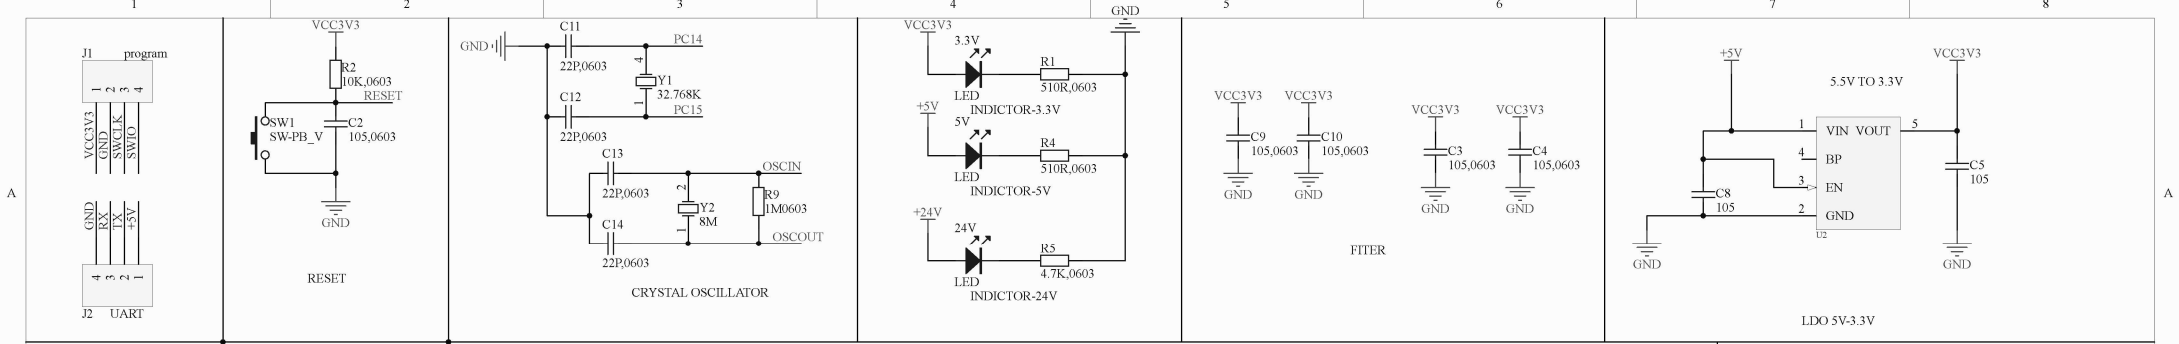 1 2 3 4 5 6 7 8
A
J1 program
1 2 3 4
VCC3V3
GND
SWCLK
SWIO
GND
RX
TX
+5V
4 3 2 1
J2 UART
VCC3V3
R2
10K,0603
RESET
SW1
SW-PB_V
C2
105,0603
GND
RESET
GND
C11
22P,0603
PC14
4
Y1
32.768K
1
C12
22P,0603
PC15
C13
22P,0603
OSCIN
2
Y2
8M
1
R9
1M0603
C14
22P,0603
OSCOUT
CRYSTAL OSCILLATOR
VCC3V3
GND
3.3V
LED
R1
510R,0603
INDICTOR-3.3V
+5V
5V
LED
R4
510R,0603
INDICTOR-5V
+24V
24V
LED
R5
4.7K,0603
INDICTOR-24V
VCC3V3
C9
105,0603
GND
VCC3V3
C10
105,0603
GND
VCC3V3
C3
105,0603
GND
VCC3V3
C4
105,0603
GND
FITER
+5V
5.5V TO 3.3V
VCC3V3
1 VIN VOUT 5
4 BP
3 EN
2 GND
U2
C8
105
GND
C5
105
GND
LDO 5V-3.3V
A